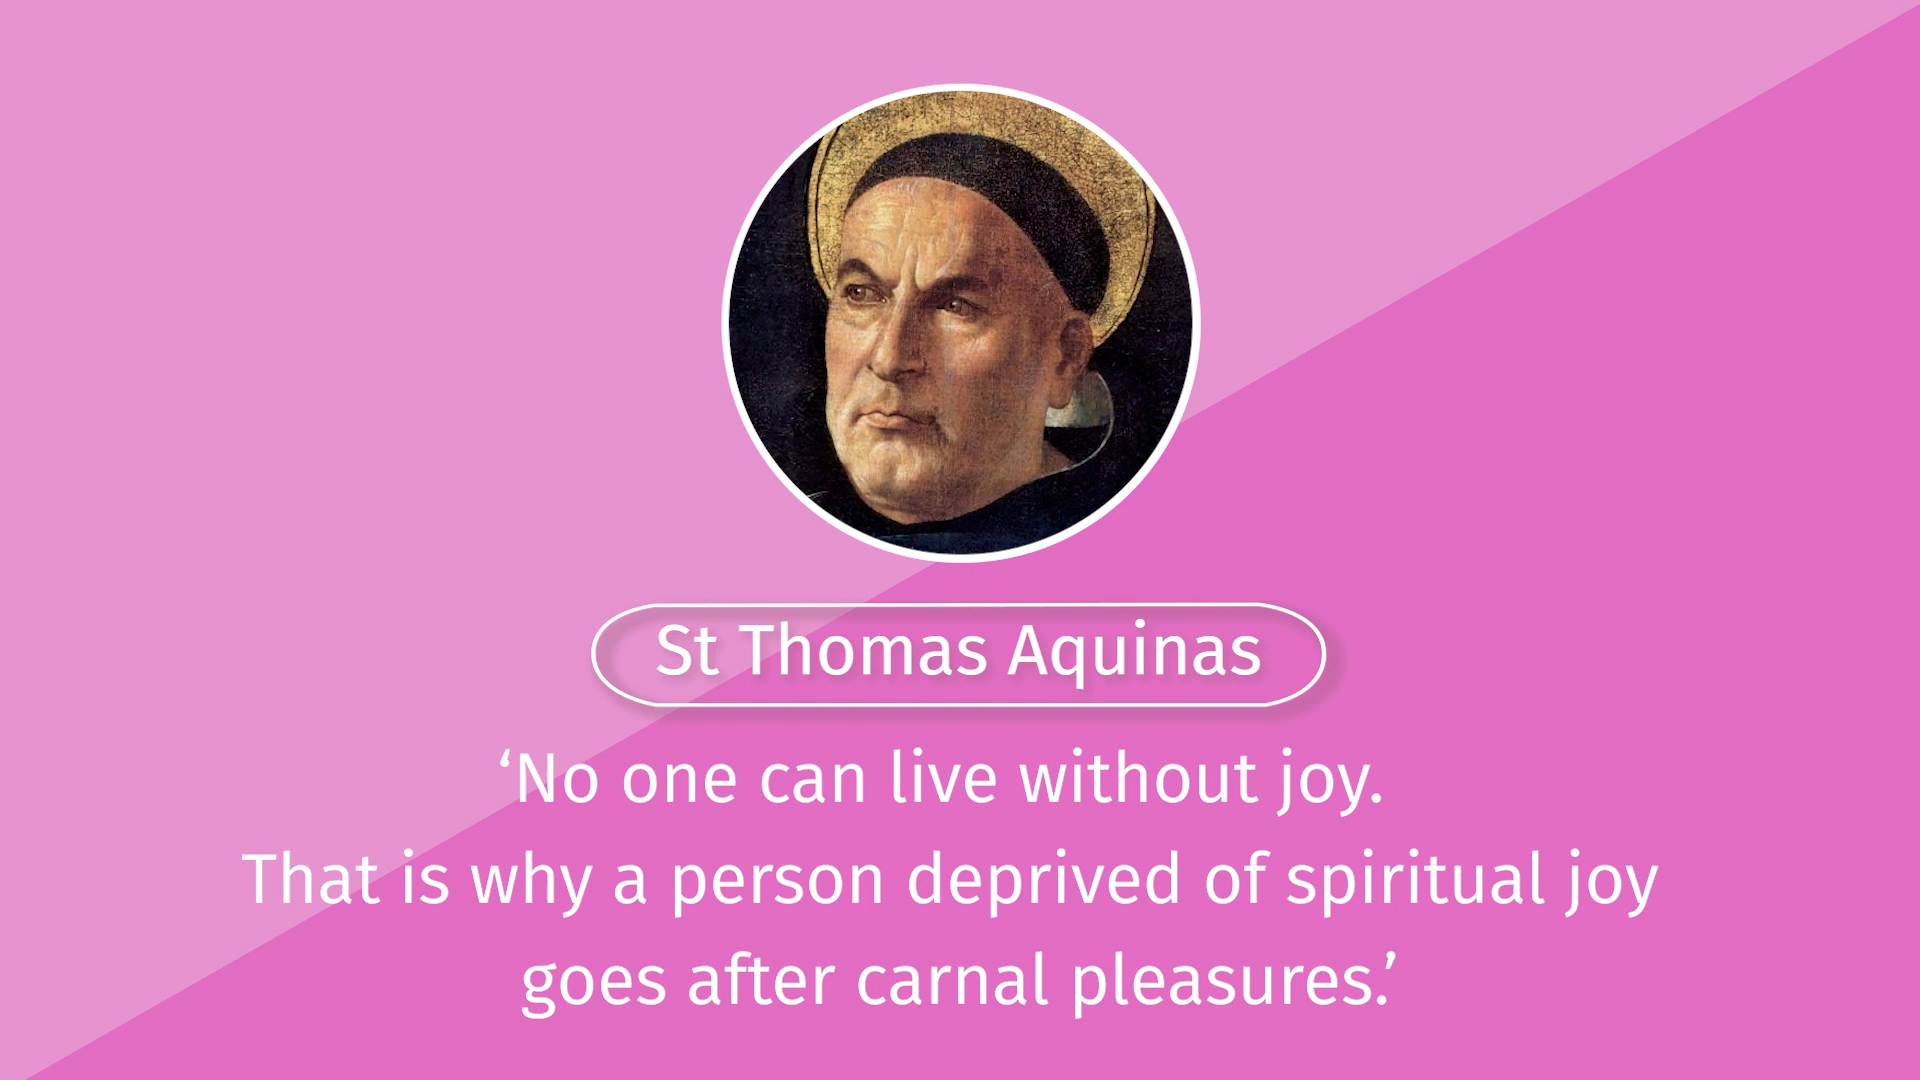 St Thomas Aquinas
‘No one can live without joy.
That is why a person deprived of spiritual joy
goes after carnal pleasures.’